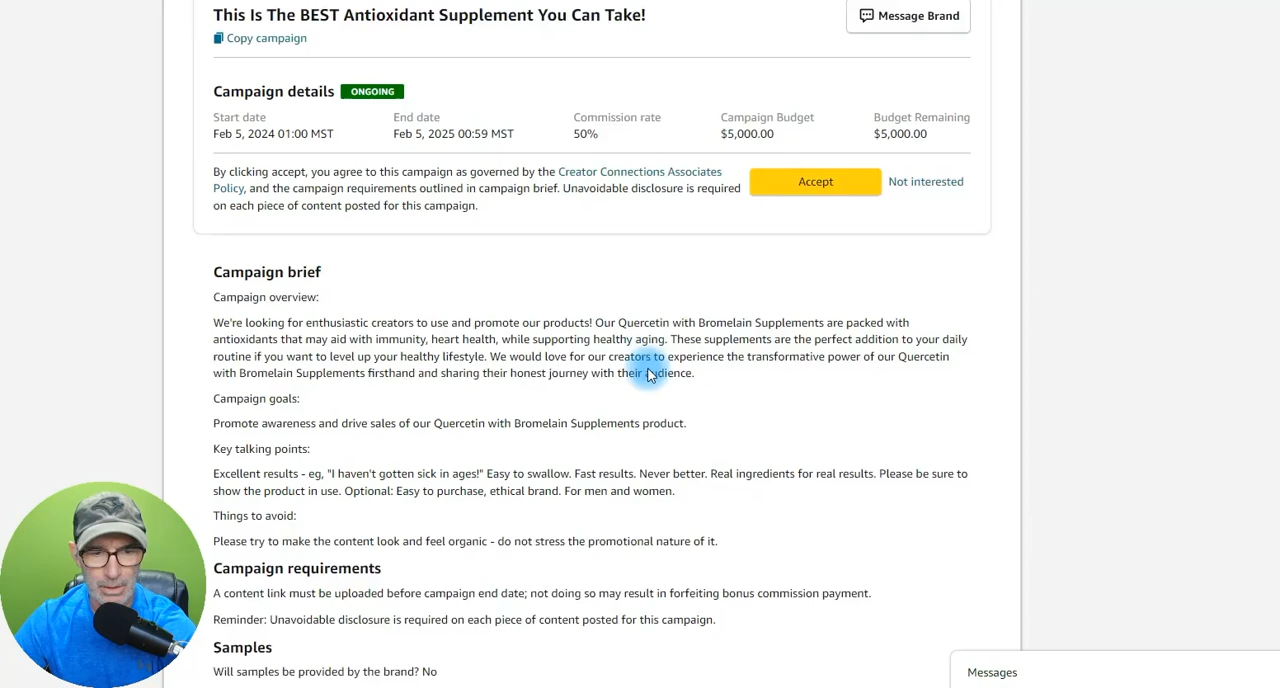 This Is The BEST Antioxidant Supplement You Can Take!
Message Brand
Copy campaign
Campaign details ONGOING
Start date End date Commission rate Campaign Budget Budget Remaining
Feb 5, 2024 01:00 MST Feb 5, 2025 00:59 MST 50% $5,000.00 $5,000.00
By clicking accept, you agree to this campaign as governed by the Creator Connections Associates
Policy, and the campaign requirements outlined in campaign brief. Unavoidable disclosure is required
on each piece of content posted for this campaign.
Accept
Not interested
Campaign brief
Campaign overview:
We're looking for enthusiastic creators to use and promote our products! Our Quercetin with Bromelain Supplements are packed with
antioxidants that may aid with immunity, heart health, while supporting healthy aging. These supplements are the perfect addition to your daily
routine if you want to level up your healthy lifestyle. We would love for our creators to experience the transformative power of our Quercetin
with Bromelain Supplements firsthand and sharing their honest journey with their audience.
Campaign goals:
Promote awareness and drive sales of our Quercetin with Bromelain Supplements product.
Key talking points:
Excellent results - eg, "I haven't gotten sick in ages!" Easy to swallow. Fast results. Never better. Real ingredients for real results. Please be sure to
show the product in use. Optional: Easy to purchase, ethical brand. For men and women.
Things to avoid:
Please try to make the content look and feel organic - do not stress the promotional nature of it.
Campaign requirements
A content link must be uploaded before campaign end date; not doing so may result in forfeiting bonus commission payment.
Reminder: Unavoidable disclosure is required on each piece of content posted for this campaign.
Samples
Will samples be provided by the brand? No
Messages